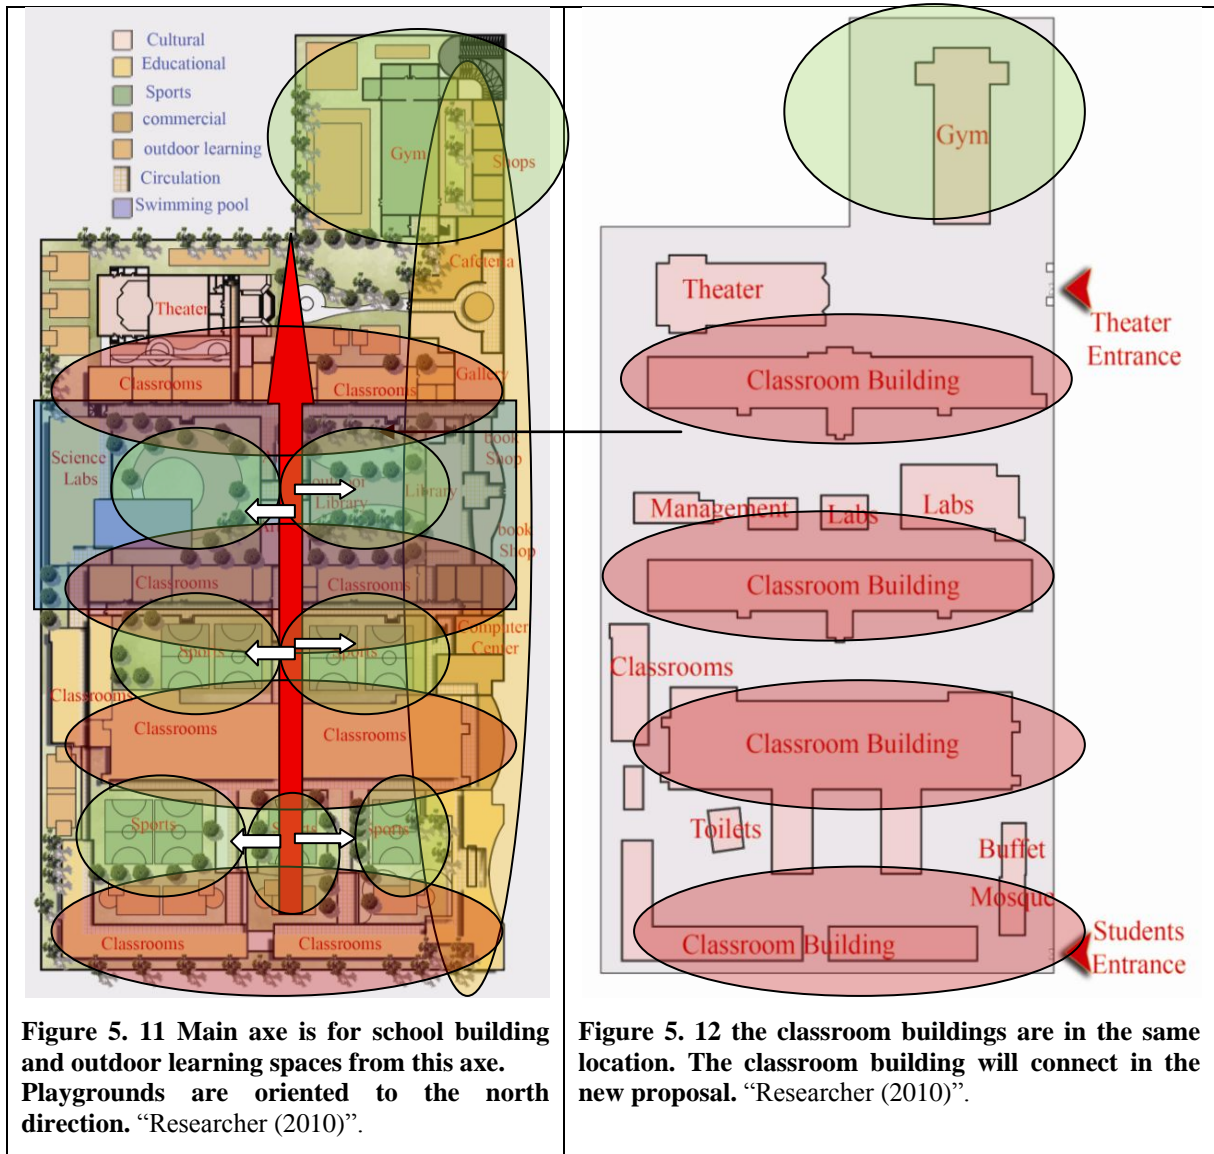 Cultural
Educational
Sports
commercial
outdoor learning
Circulation
Swimming pool
Gym
Shops
Cafeteria
Theater
Classrooms
Classrooms
Gallery
book
Shop
Science
Labs
outdoor
Library
Library
book
Shop
Classrooms
Classrooms
Computer
Center
Sports
Sports
Classrooms
Classrooms
Classrooms
Sports
Sports
Sports
Classrooms
Classrooms
Figure 5. 11 Main axe is for school building
and outdoor learning spaces from this axe.
Playgrounds are oriented to the north
direction. “Researcher (2010)”.
Gym
Theater
Theater
Entrance
Classroom Building
Management
Labs
Labs
Classroom Building
Classrooms
Classroom Building
Toilets
Buffet
Mosque
Classroom Building
Students
Entrance
Figure 5. 12 the classroom buildings are in the same
location. The classroom building will connect in the
new proposal. “Researcher (2010)”.